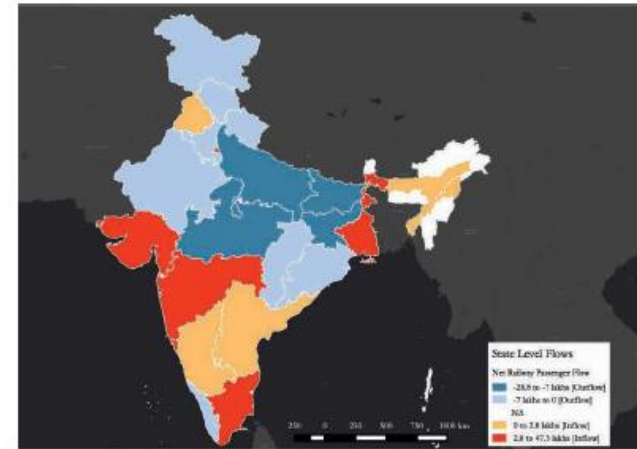 State Level Flows
Net Railway Passenger Flow
-28.8 to -7 lakhs [Outflow]
-7 lakhs to 0 [Outflow]
NA
0 to 2.8 lakhs [Inflow]
2.8 to 47.5 lakhs [Inflow]
250 0 250 500 750 1000 km